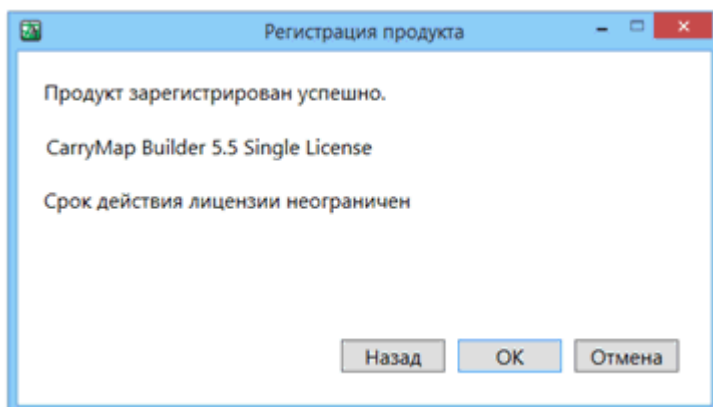 Регистрация продукта
Продукт зарегистрирован успешно.
CarryMap Builder 5.5 Single License
Срок действия лицензии неограничен
Назад OK Отмена